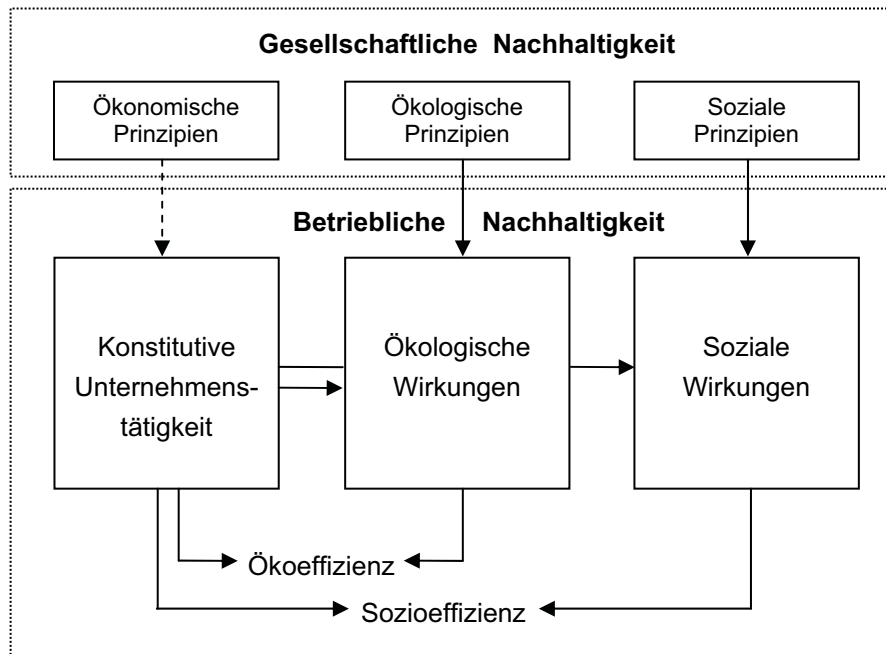 Gesellschaftliche Nachhaltigkeit
Ökonomische
Prinzipien
Ökologische
Prinzipien
Soziale
Prinzipien
Betriebliche Nachhaltigkeit
Konstitutive
Unternehmens-
tätigkeit
Ökologische
Wirkungen
Soziale
Wirkungen
Ökoeffizienz
Sozioeffizienz